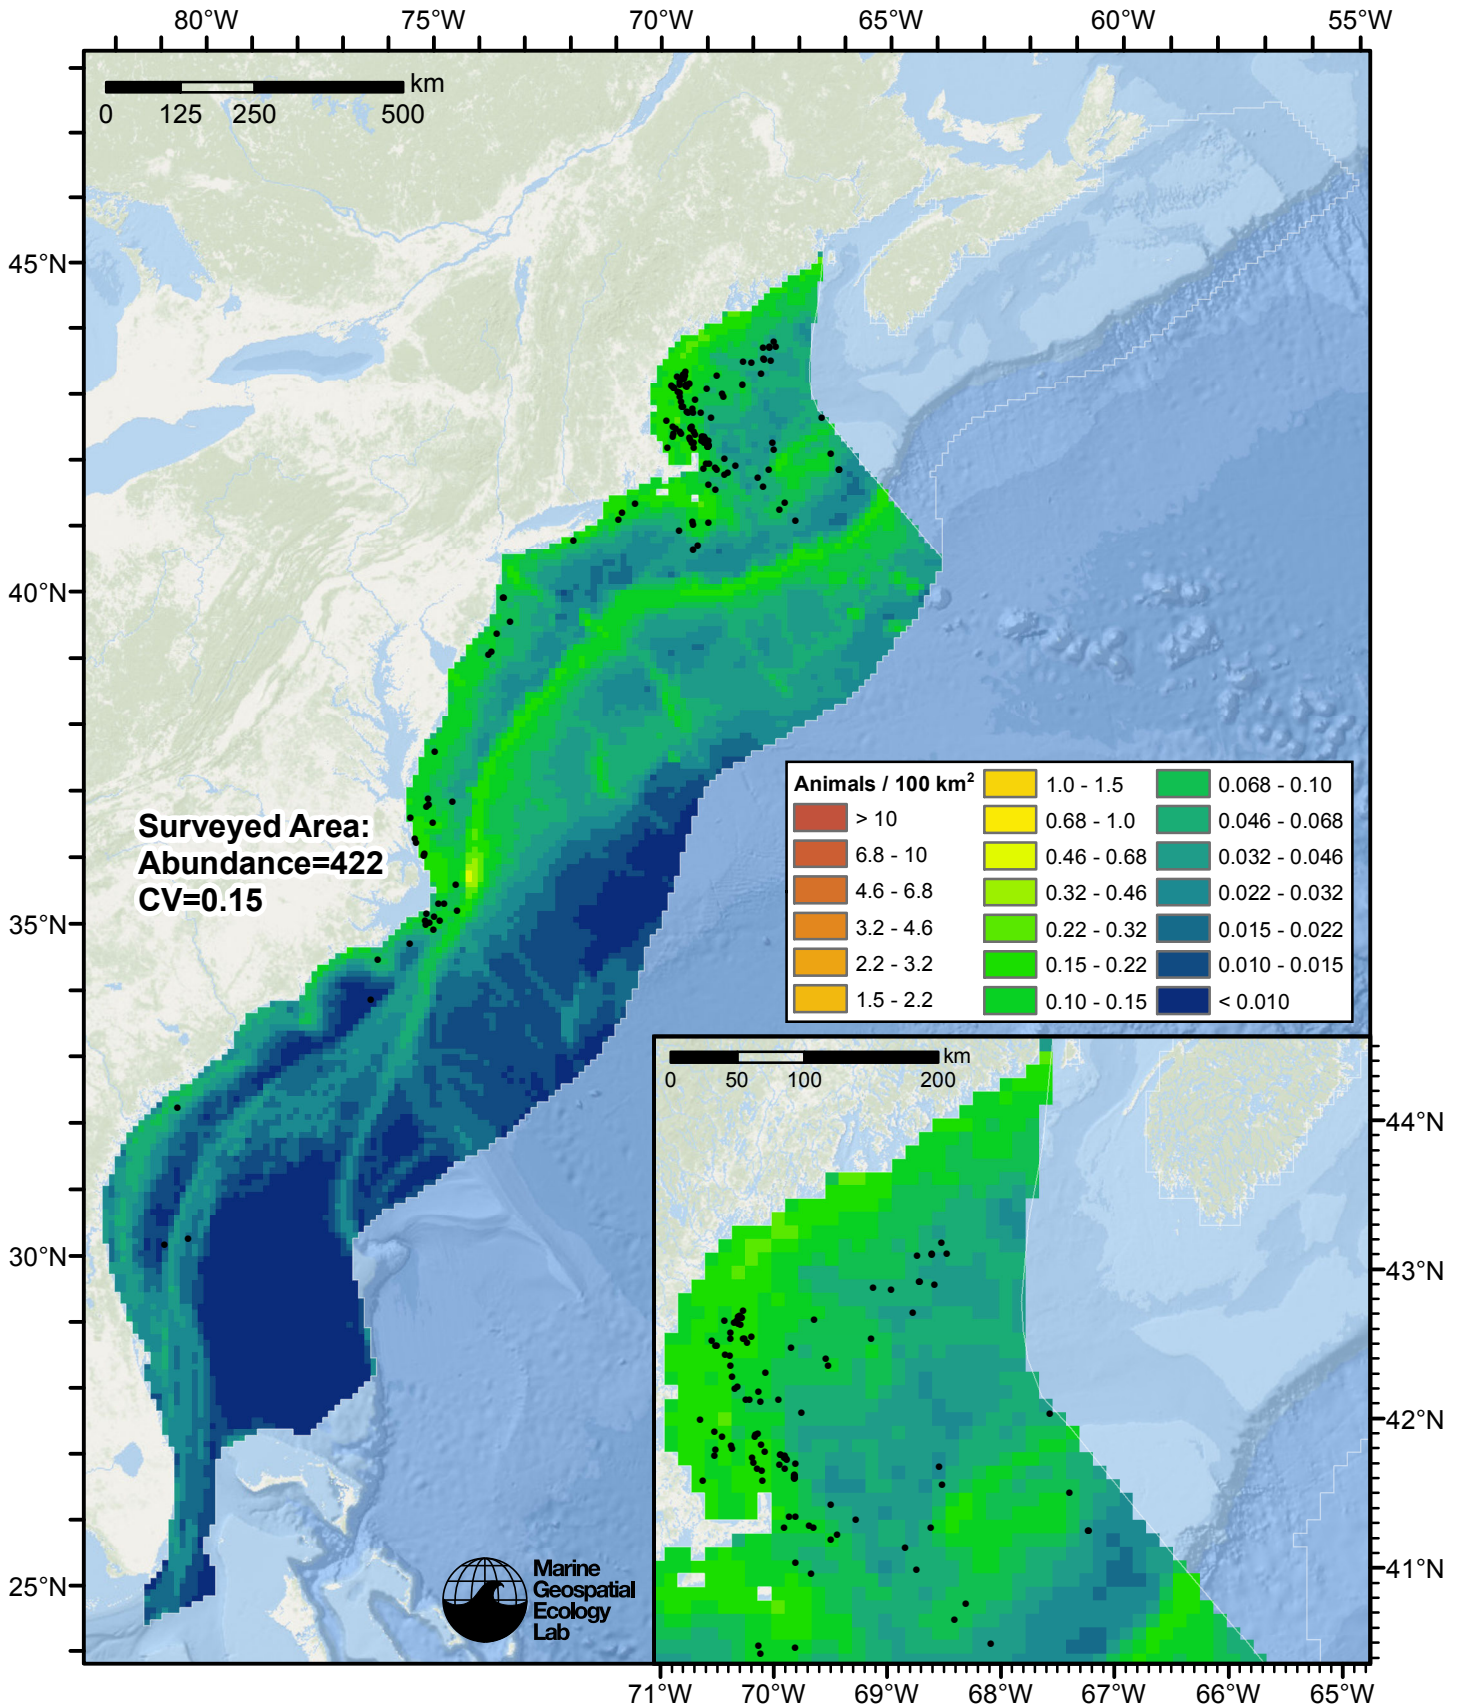 80°W 75°W 70°W 65°W 60°W 55°W
km
0 125 250 500
45°N
40°N
35°N
30°N
25°N
Surveyed Area:
Abundance=422
CV=0.15
Animals / 100 km²
> 10
6.8 - 10
4.6 - 6.8
3.2 - 4.6
2.2 - 3.2
1.5 - 2.2
1.0 - 1.5
0.68 - 1.0
0.46 - 0.68
0.32 - 0.46
0.22 - 0.32
0.15 - 0.22
0.10 - 0.15
0.068 - 0.10
0.046 - 0.068
0.032 - 0.046
0.022 - 0.032
0.015 - 0.022
0.010 - 0.015
< 0.010
km
0 50 100 200
44°N
43°N
42°N
41°N
Marine
Geospatial
Ecology
Lab
71°W 70°W 69°W 68°W 67°W 66°W 65°W